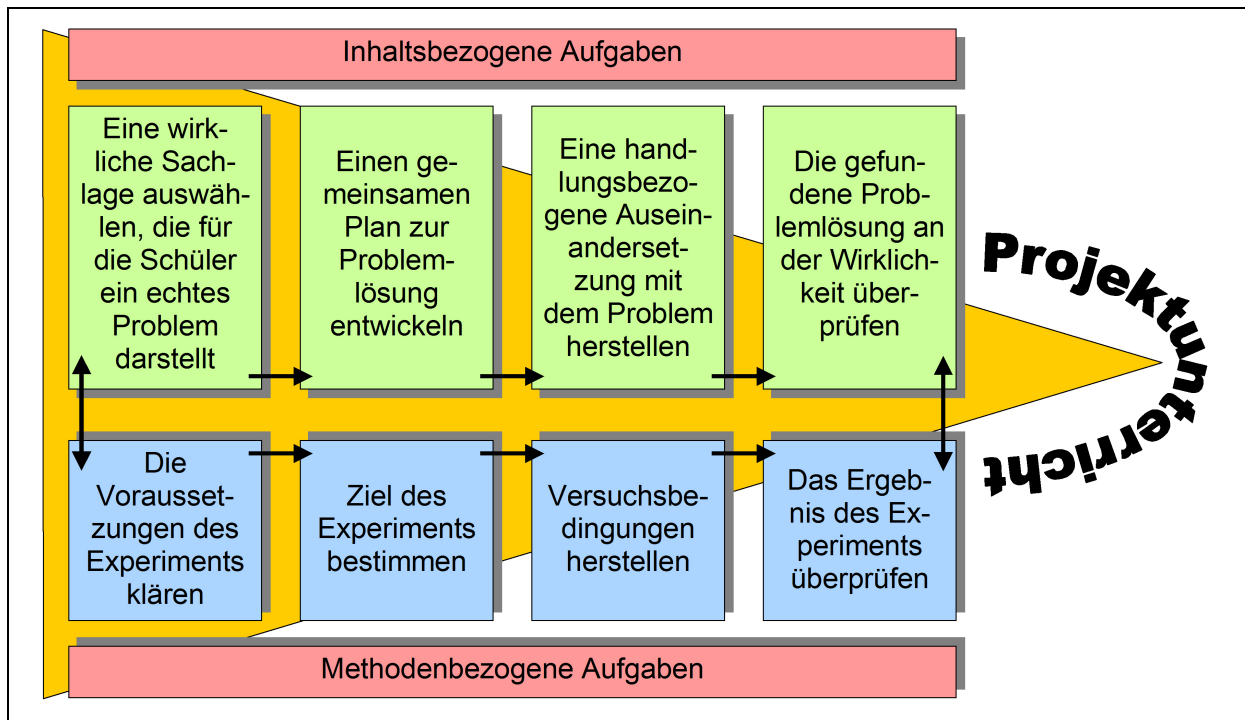 Inhaltsbezogene Aufgaben
Eine wirk-
liche Sach-
lage auswäh-
len, die für
die Schüler
ein echtes
Problem
darstellt
Einen ge-
meinsamen
Plan zur
Problem-
lösung
entwickeln
Eine hand-
lungsbezo-
gene Ausein-
anderset-
zung mit
dem Problem
herstellen
Die gefun-
dene Prob-
lemlösung an
der Wirklich-
keit über-
prüfen
Projektunterricht
Die
Vorausset-
zungen des
Experiments
klären
Ziel des
Experiments
bestimmen
Versuchsbe-
dingungen
herstellen
Das Ergeb-
nis des Ex-
periments
überprüfen
Methodenbezogene Aufgaben